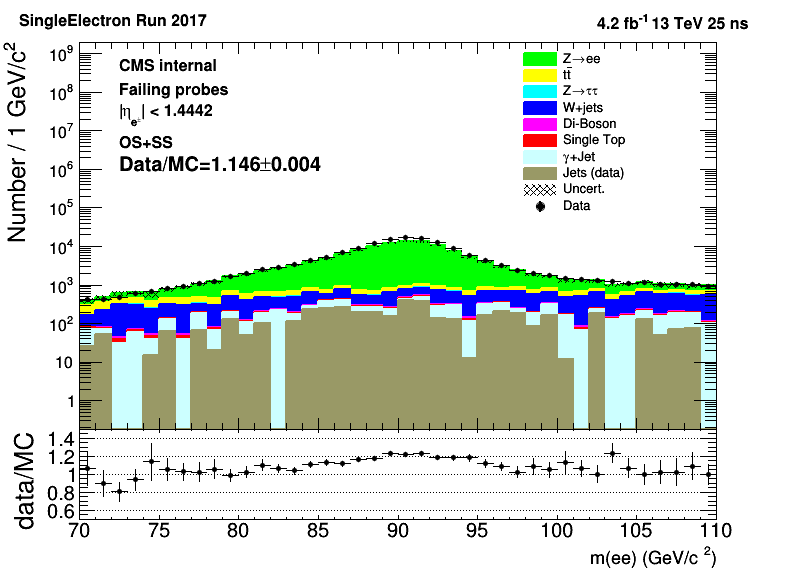 SingleElectron Run 2017
4.2 fb⁻¹ 13 TeV 25 ns
Number / 1 GeV/c²
10⁹
10⁸
10⁷
10⁶
10⁵
10⁴
10³
10²
10
1
CMS internal
Failing probes
|η_e±| < 1.4442
OS+SS
Data/MC=1.146±0.004
Z→ee
tt̄
Z→ττ
W+jets
Di-Boson
Single Top
γ+Jet
Jets (data)
Uncert.
Data
data/MC
1.4
1.2
1
0.8
0.6
70 75 80 85 90 95 100 105 110
m(ee) (GeV/c ²)